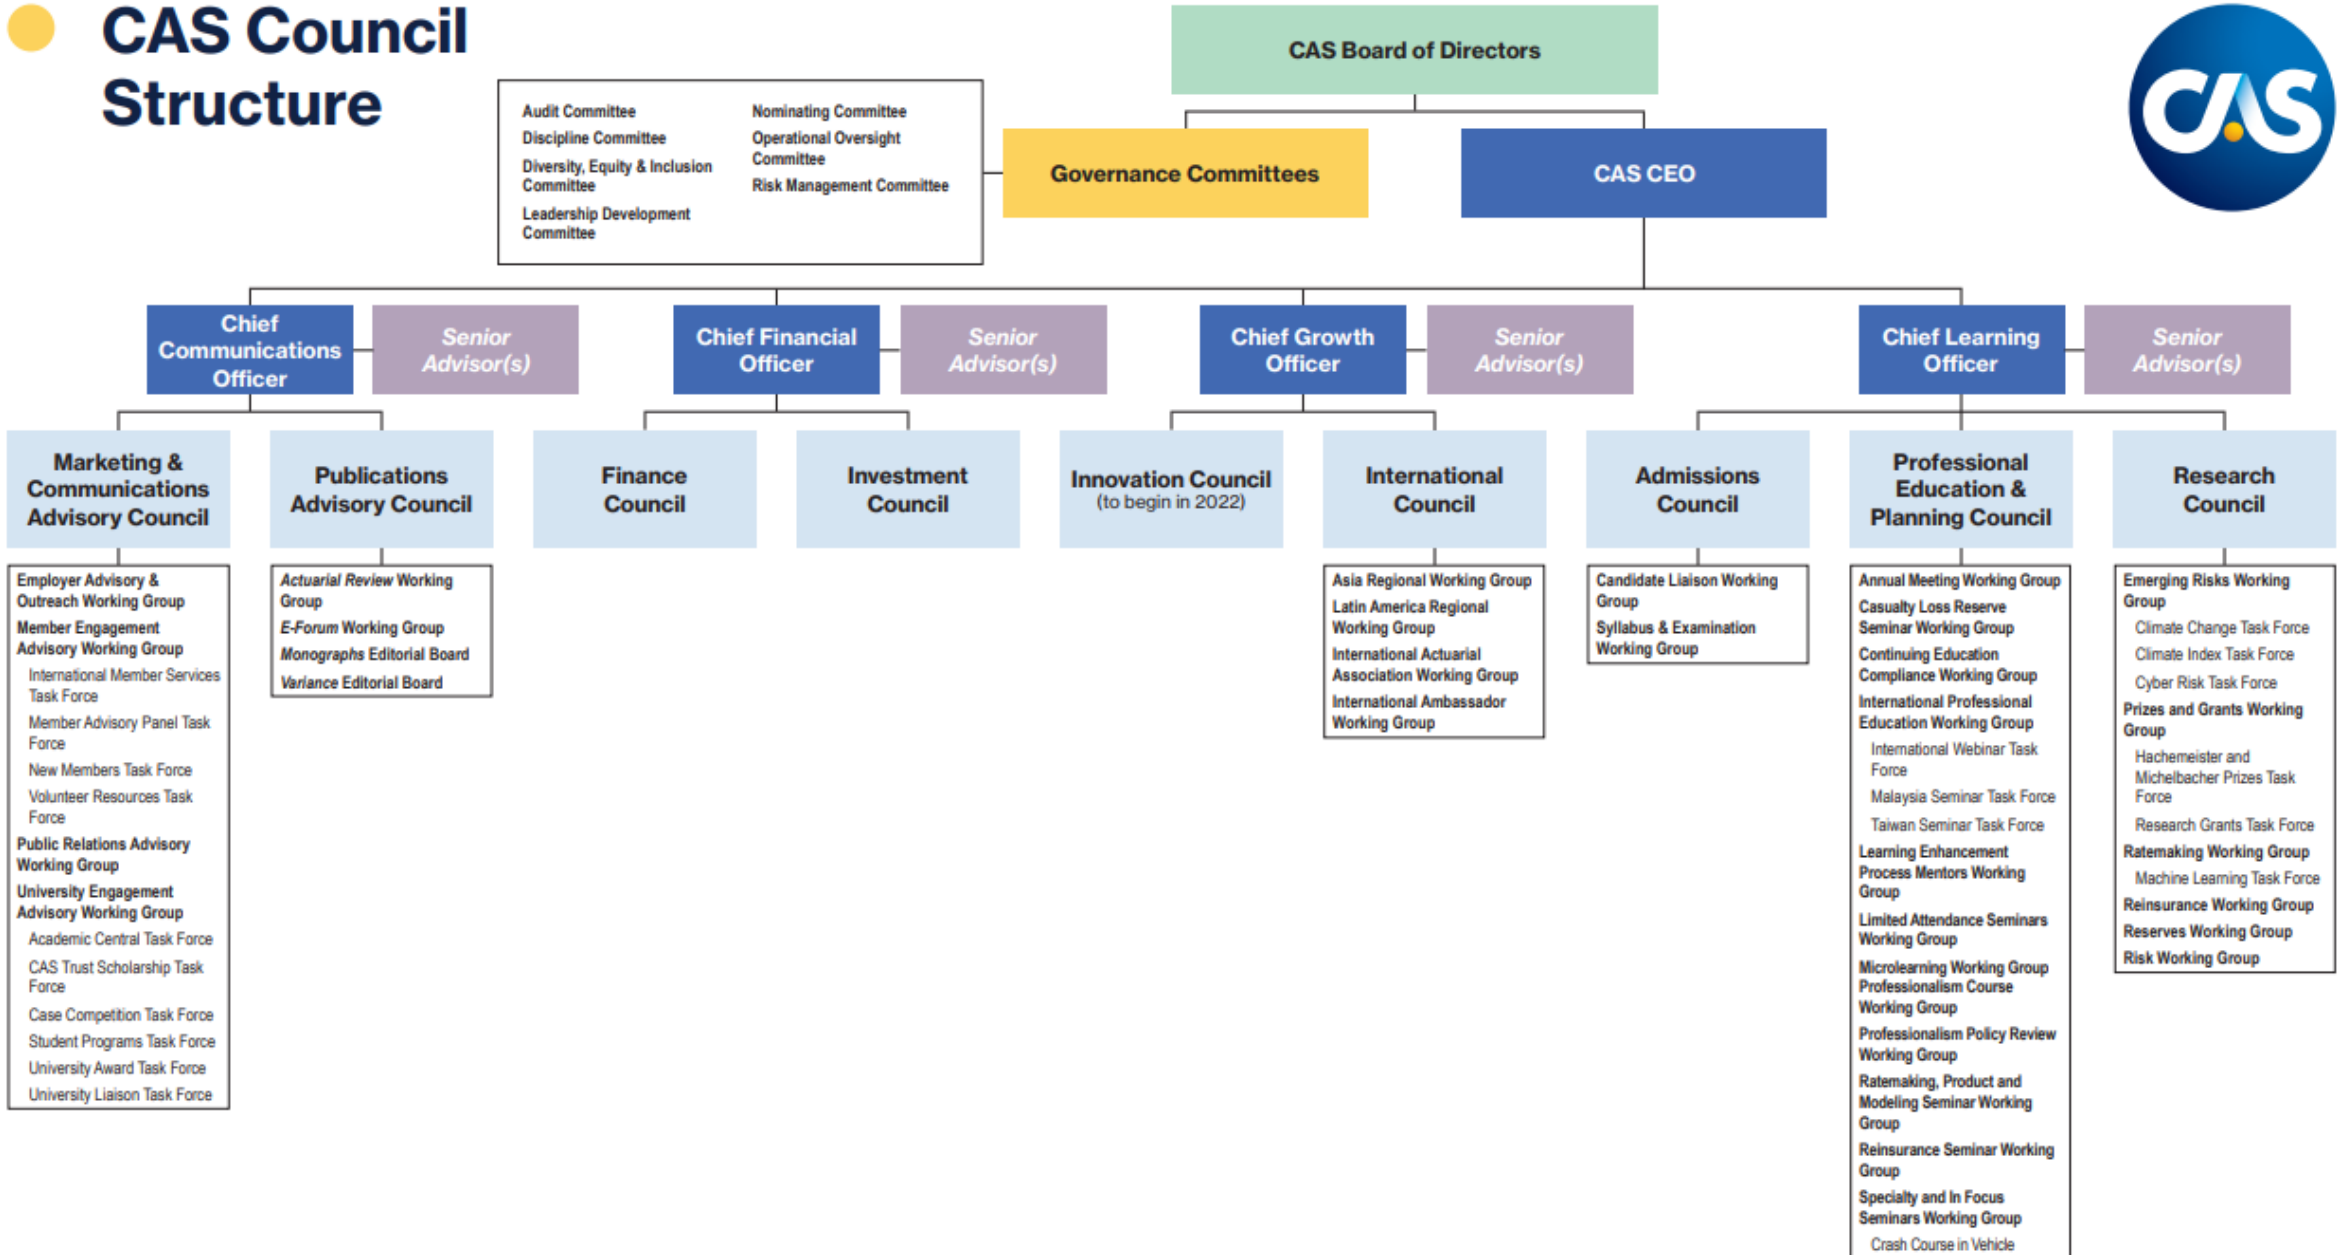 CAS Council
Structure
CAS Board of Directors
CAS
Audit Committee
Discipline Committee
Diversity, Equity & Inclusion
Committee
Leadership Development
Committee
Nominating Committee
Operational Oversight
Committee
Risk Management Committee
Governance Committees
CAS CEO
Chief
Communications
Officer
Senior
Advisor(s)
Chief Financial
Officer
Senior
Advisor(s)
Chief Growth
Officer
Senior
Advisor(s)
Chief Learning
Officer
Senior
Advisor(s)
Marketing &
Communications
Advisory Council
Publications
Advisory Council
Finance
Council
Investment
Council
Innovation Council
(to begin in 2022)
International
Council
Admissions
Council
Professional
Education &
Planning Council
Research
Council
Employer Advisory &
Outreach Working Group
Member Engagement
Advisory Working Group
International Member Services
Task Force
Member Advisory Panel Task
Force
New Members Task Force
Volunteer Resources Task
Force
Public Relations Advisory
Working Group
University Engagement
Advisory Working Group
Academic Central Task Force
CAS Trust Scholarship Task
Force
Case Competition Task Force
Student Programs Task Force
University Award Task Force
University Liaison Task Force
Actuarial Review Working
Group
E-Forum Working Group
Monographs Editorial Board
Variance Editorial Board
Asia Regional Working Group
Latin America Regional
Working Group
International Actuarial
Association Working Group
International Ambassador
Working Group
Candidate Liaison Working
Group
Syllabus & Examination
Working Group
Annual Meeting Working Group
Casualty Loss Reserve
Seminar Working Group
Continuing Education
Compliance Working Group
International Professional
Education Working Group
International Webinar Task
Force
Malaysia Seminar Task Force
Taiwan Seminar Task Force
Learning Enhancement
Process Mentors Working
Group
Limited Attendance Seminars
Working Group
Microlearning Working Group
Professionalism Course
Working Group
Professionalism Policy Review
Working Group
Ratemaking, Product and
Modeling Seminar Working
Group
Reinsurance Seminar Working
Group
Specialty and In Focus
Seminars Working Group
Crash Course in Vehicle
Emerging Risks Working
Group
Climate Change Task Force
Climate Index Task Force
Cyber Risk Task Force
Prizes and Grants Working
Group
Hachemeister and
Michelbacher Prizes Task
Force
Research Grants Task Force
Ratemaking Working Group
Machine Learning Task Force
Reinsurance Working Group
Reserves Working Group
Risk Working Group